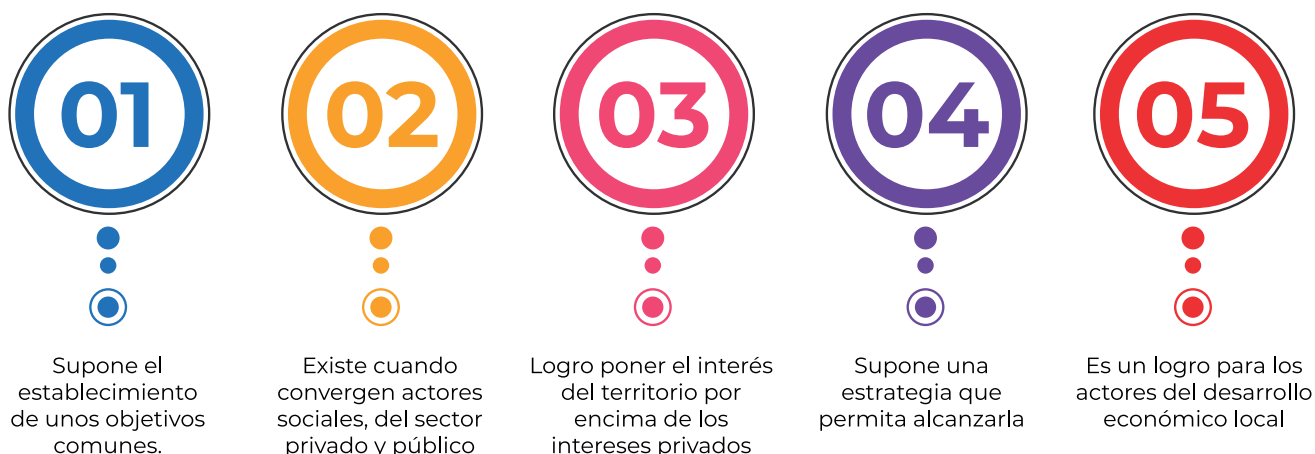 01
Supone el
establecimiento
de unos objetivos
comunes.
02
Existe cuando
convergen actores
sociales, del sector
privado y público
03
Logro poner el interés
del territorio por
encima de los
intereses privados
04
Supone una
estrategia que
permita alcanzarla
05
Es un logro para los
actores del desarrollo
económico local